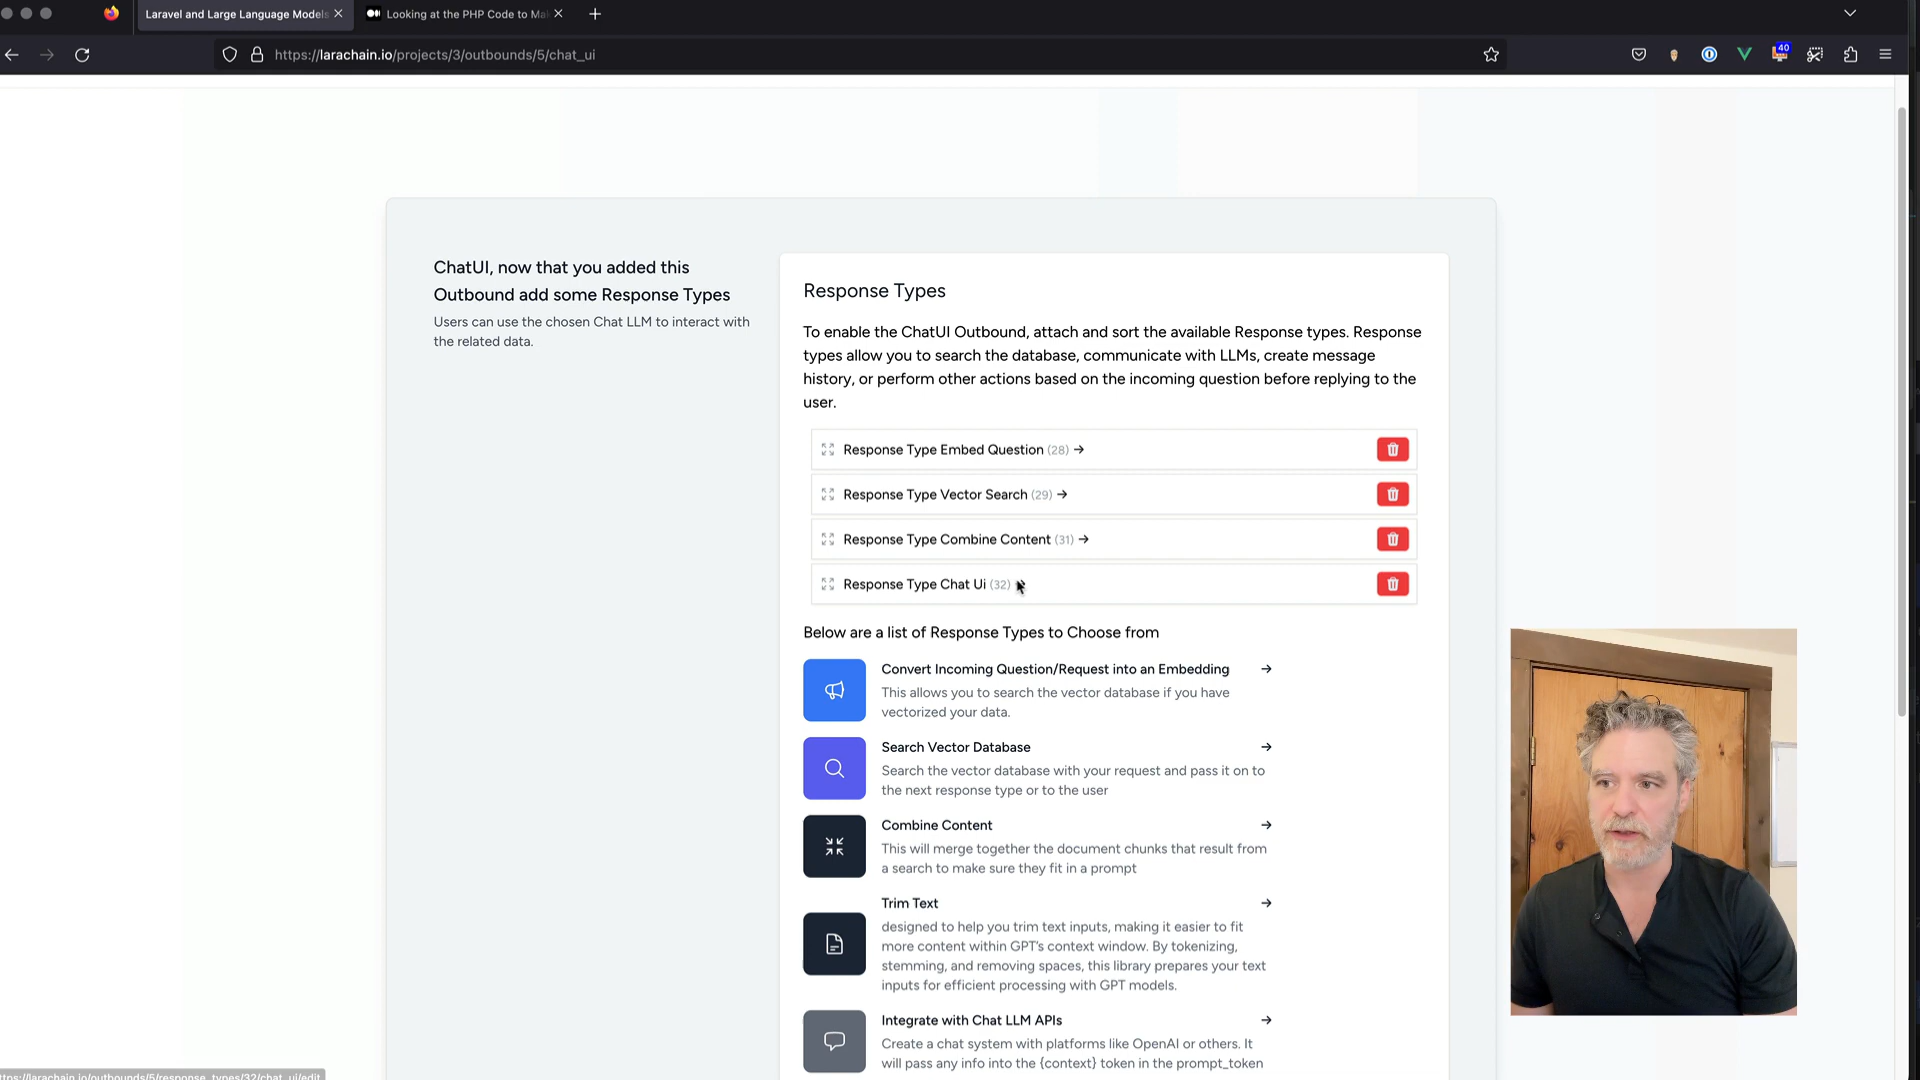 Laravel and Large Language Models
Looking at the PHP Code to Ma
https://larachain.io/projects/3/outbounds/5/chat_ui
40
ChatUI, now that you added this
Outbound add some Response Types
Users can use the chosen Chat LLM to interact with
the related data.
Response Types
To enable the ChatUI Outbound, attach and sort the available Response types. Response
types allow you to search the database, communicate with LLMs, create message
history, or perform other actions based on the incoming question before replying to the
user.
Response Type Embed Question (28) →
Response Type Vector Search (29) →
Response Type Combine Content (31) →
Response Type Chat Ui (32)
Below are a list of Response Types to Choose from
Convert Incoming Question/Request into an Embedding →
This allows you to search the vector database if you have
vectorized your data.
Search Vector Database →
Search the vector database with your request and pass it on to
the next response type or to the user
Combine Content →
This will merge together the document chunks that result from
a search to make sure they fit in a prompt
Trim Text →
designed to help you trim text inputs, making it easier to fit
more content within GPT's context window. By tokenizing,
stemming, and removing spaces, this library prepares your text
inputs for efficient processing with GPT models.
Integrate with Chat LLM APIs →
Create a chat system with platforms like OpenAI or others. It
will pass any info into the {context} token in the prompt_token
ttps://larachain.io/outbounds/5/response_types/32/chat_ui/edit